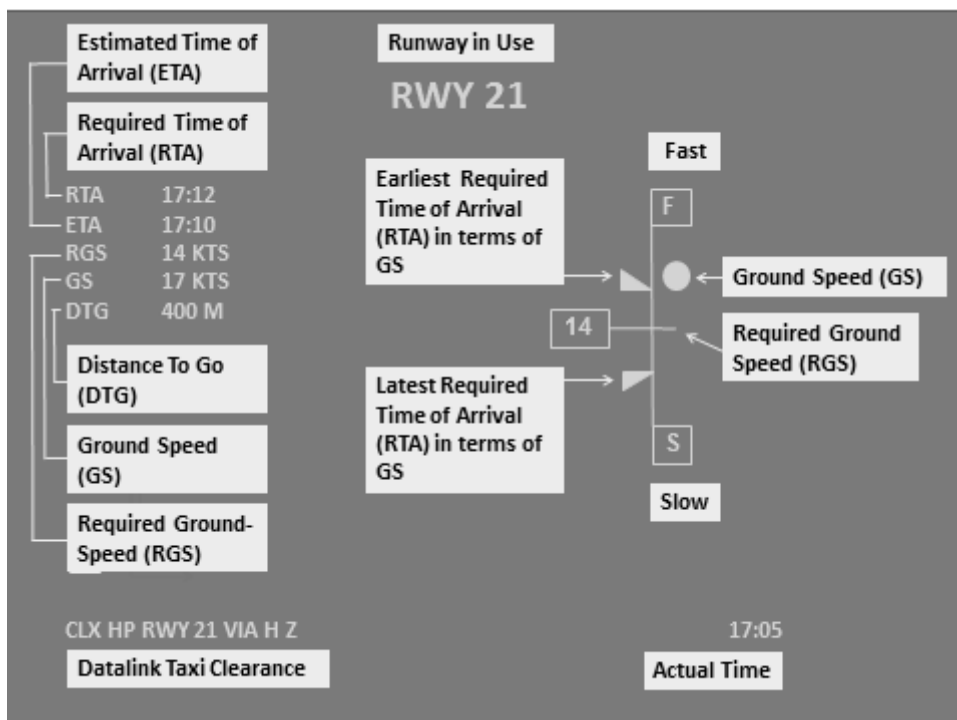 Estimated Time of
Arrival (ETA)
Required Time of
Arrival (RTA)
RTA 17:12
ETA 17:10
RGS 14 KTS
GS 17 KTS
DTG 400 M
Distance To Go
(DTG)
Ground Speed
(GS)
Required Ground-
Speed (RGS)
Runway in Use
RWY 21
Fast
Earliest Required
Time of Arrival
(RTA) in terms of
GS
F
Ground Speed (GS)
14
Required Ground
Speed (RGS)
Latest Required
Time of Arrival
(RTA) in terms of
GS
S
Slow
CLX HP RWY 21 VIA H Z
Datalink Taxi Clearance
17:05
Actual Time